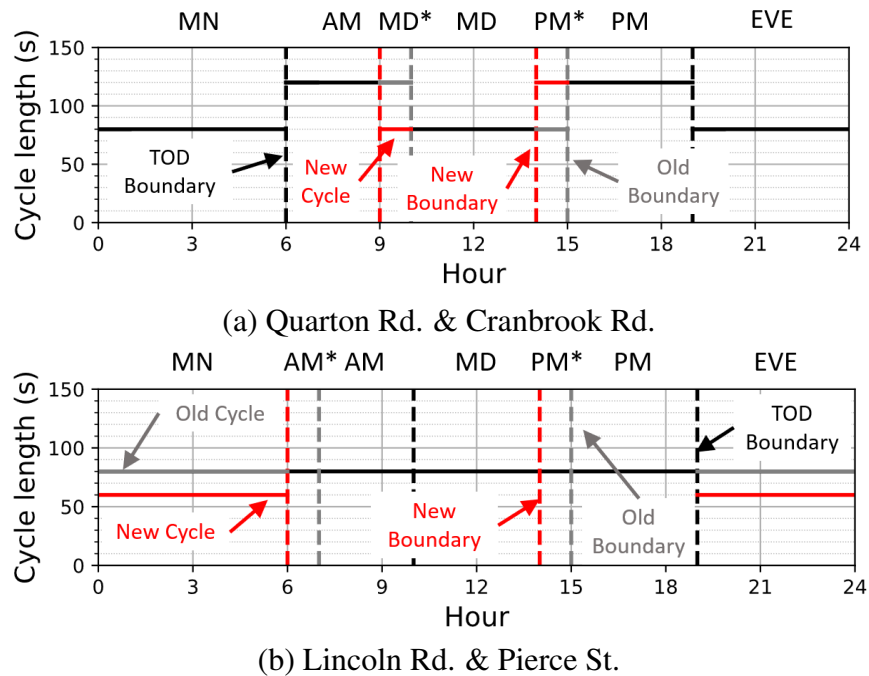 MN AM MD* MD PM* PM EVE
150
100
50
0
Cycle length (s)
TOD
Boundary
New
Cycle
New
Boundary
Old
Boundary
0 3 6 9 12 15 18 21 24
Hour
(a) Quarton Rd. & Cranbrook Rd.
MN AM* AM MD PM* PM EVE
150
100
50
0
Cycle length (s)
Old Cycle
TOD
Boundary
New Cycle
New
Boundary
Old
Boundary
0 3 6 9 12 15 18 21 24
Hour
(b) Lincoln Rd. & Pierce St.